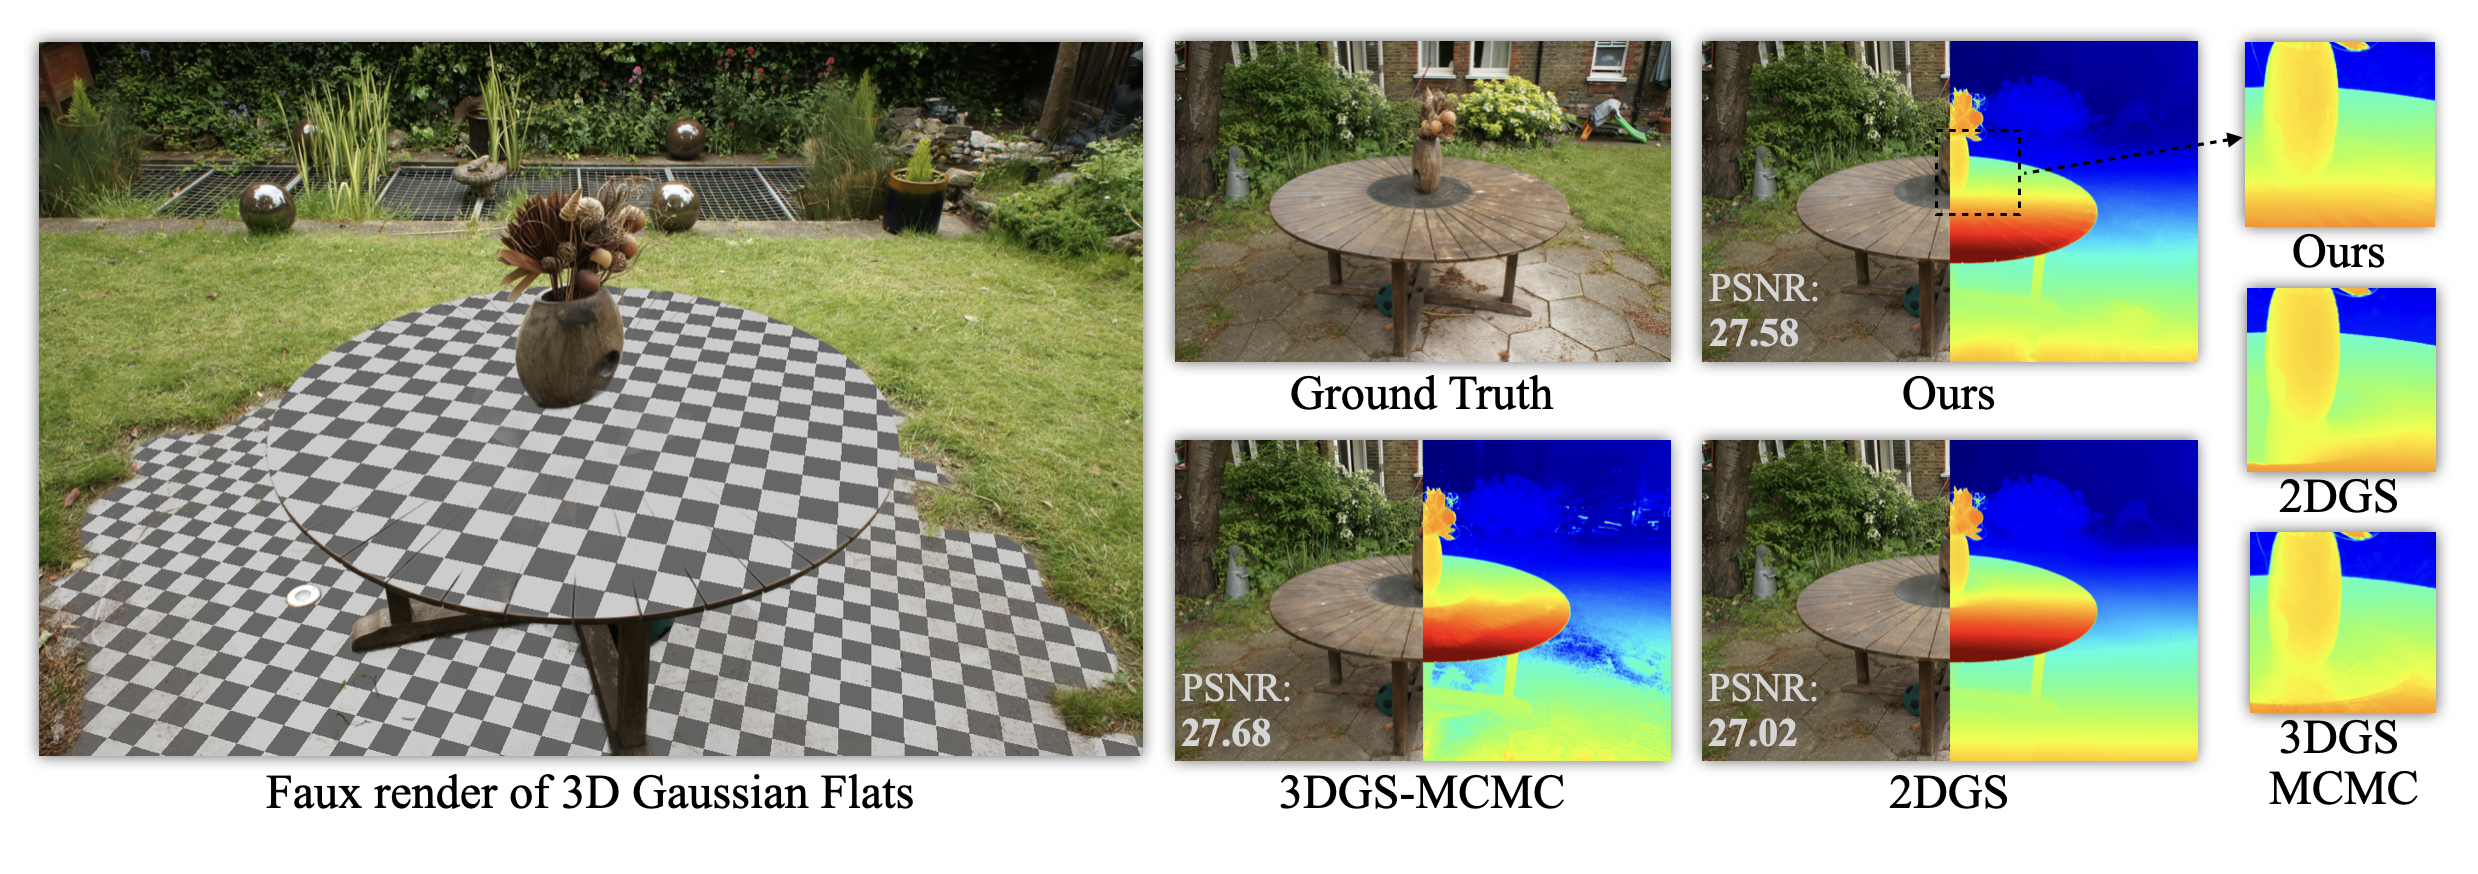 PSNR:
27.58
Ours
Ground Truth
Ours
2DGS
PSNR:
27.68
PSNR:
27.02
3DGS
MCMC
Faux render of 3D Gaussian Flats
3DGS-MCMC
2DGS